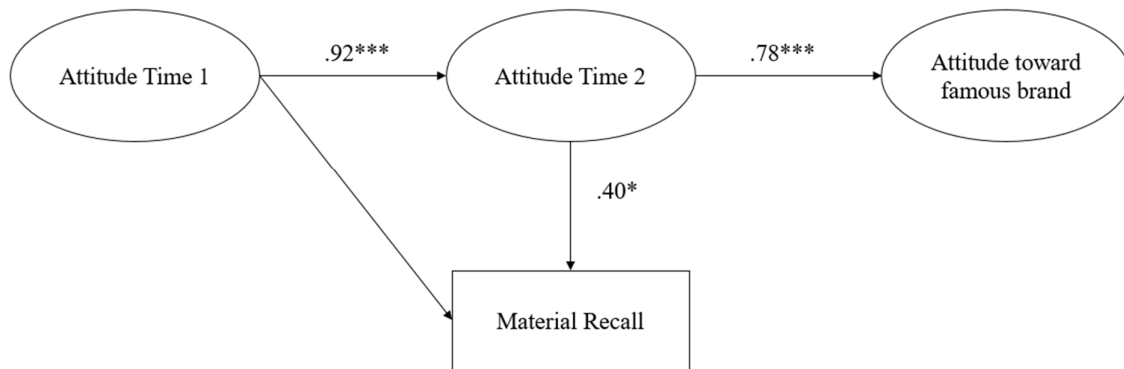 .92***
.78***
Attitude Time 1
Attitude Time 2
Attitude toward
famous brand
.40*
Material Recall